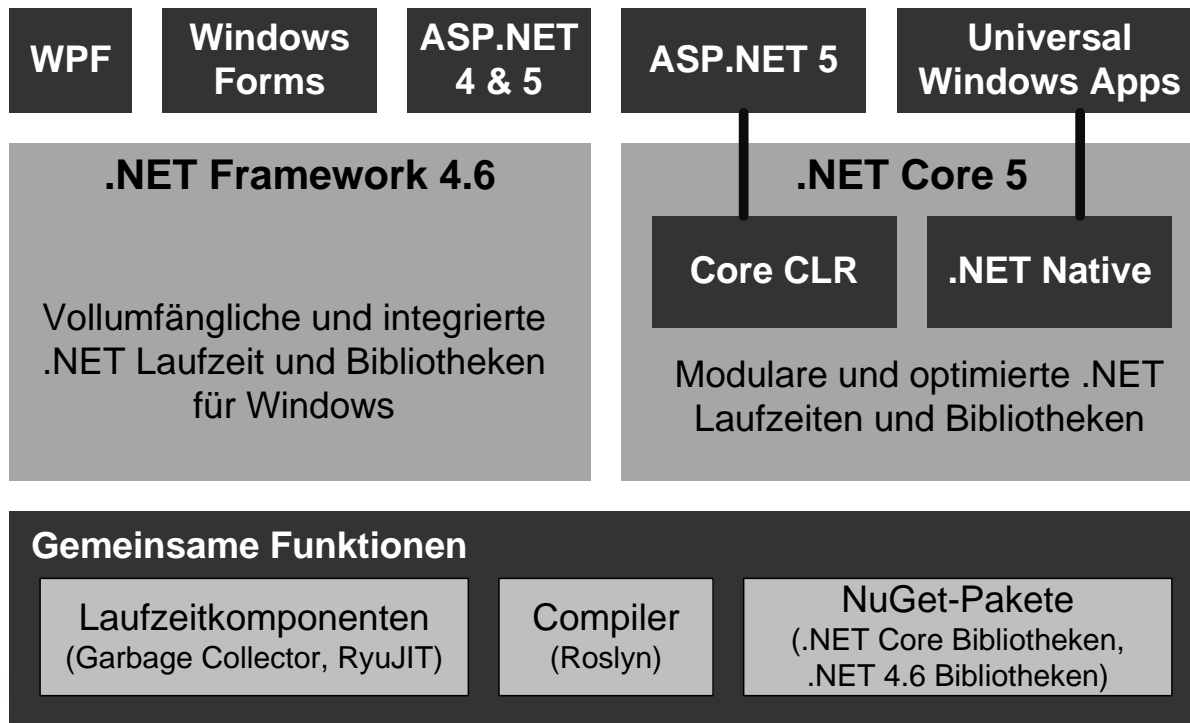 WPF
Windows
Forms
ASP.NET
4 & 5
ASP.NET 5
Universal
Windows Apps
.NET Framework 4.6
Vollumfängliche und integrierte
.NET Laufzeit und Bibliotheken
für Windows
.NET Core 5
Core CLR
.NET Native
Modulare und optimierte .NET
Laufzeiten und Bibliotheken
Gemeinsame Funktionen
Laufzeitkomponenten
(Garbage Collector, RyuJIT)
Compiler
(Roslyn)
NuGet-Pakete
(.NET Core Bibliotheken,
.NET 4.6 Bibliotheken)